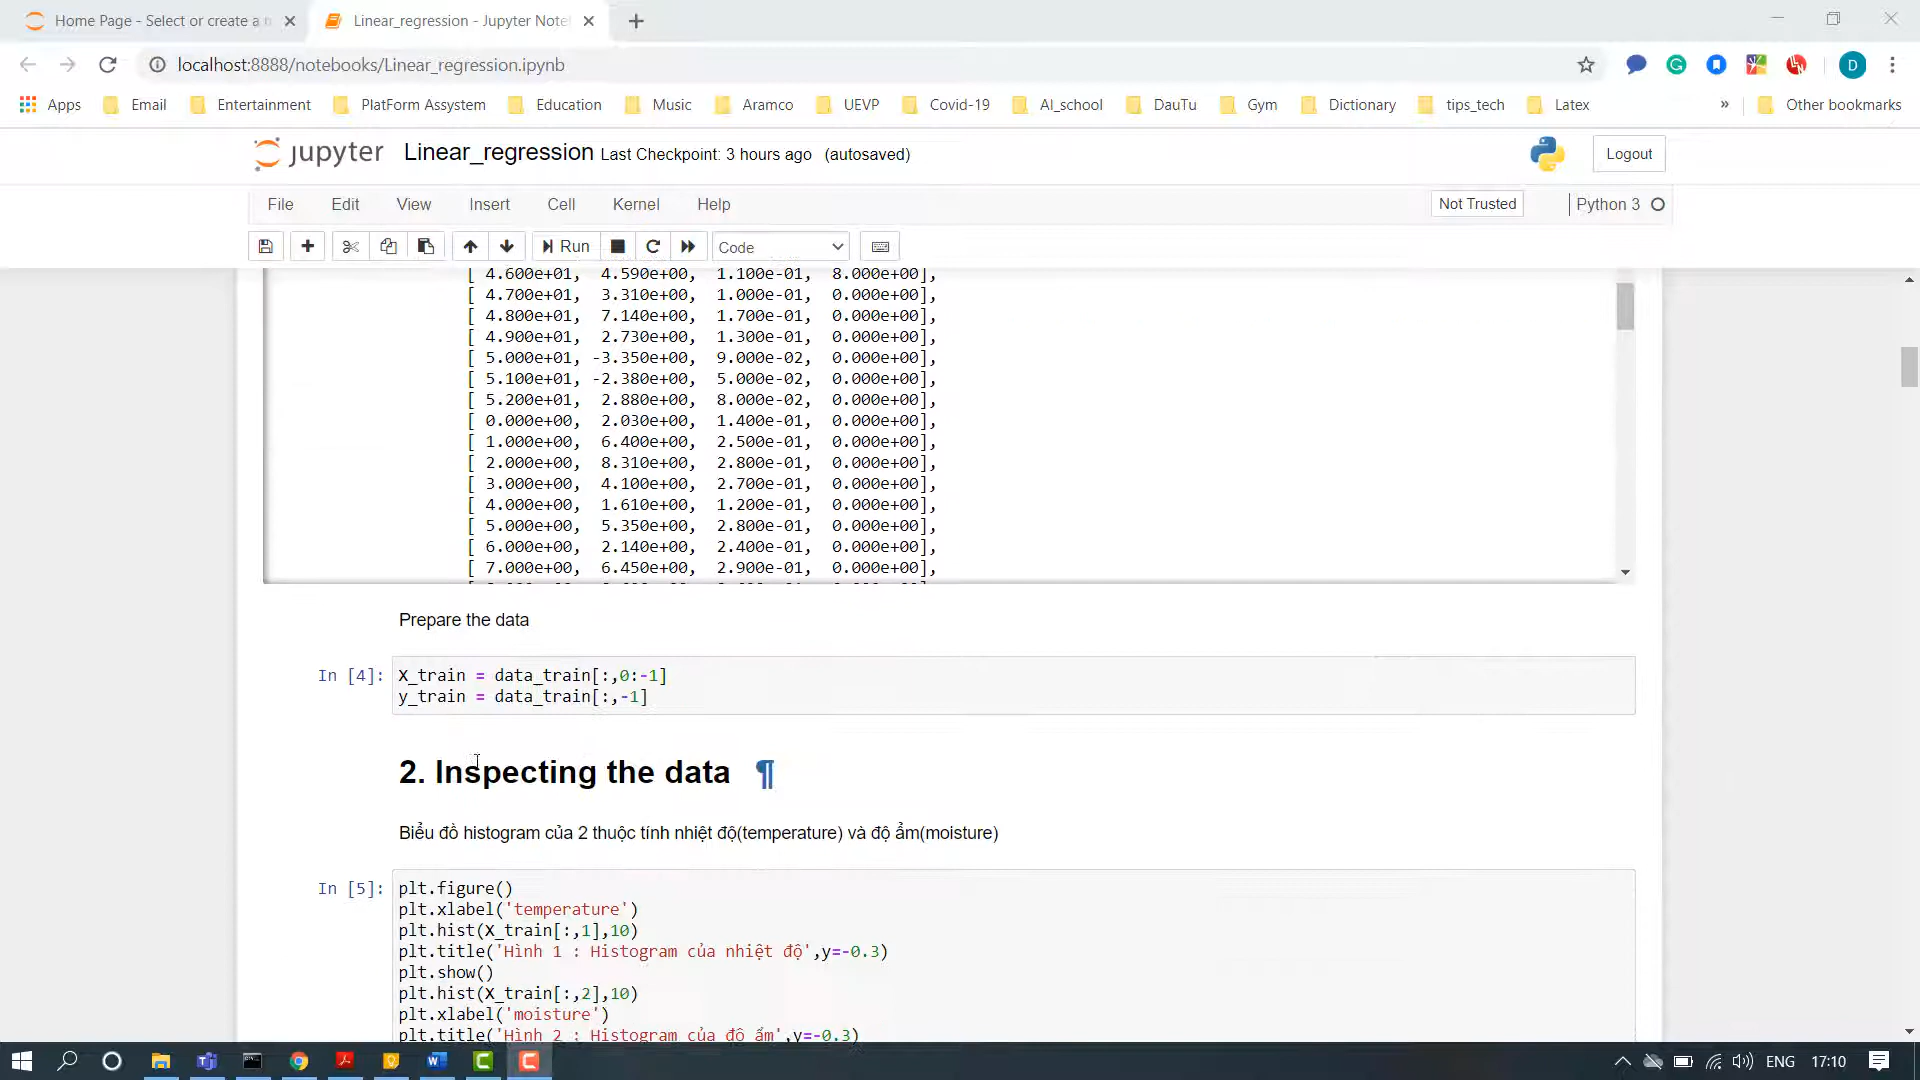 Home Page - Select or create a n
Linear_regression - Jupyter Note
localhost:8888/notebooks/Linear_regression.ipynb
D
Apps Email Entertainment PlatForm Assystem Education Music Aramco UEVP Covid-19 AI_school DauTu Gym Dictionary tips_tech Latex » Other bookmarks
jupyter Linear_regression Last Checkpoint: 3 hours ago (autosaved)
Logout
File Edit View Insert Cell Kernel Help
Not Trusted
Python 3
Run
Code
[ 4.600e+01, 4.590e+00, 1.100e-01, 8.000e+00],
[ 4.700e+01, 3.310e+00, 1.000e-01, 0.000e+00],
[ 4.800e+01, 7.140e+00, 1.700e-01, 0.000e+00],
[ 4.900e+01, 2.730e+00, 1.300e-01, 0.000e+00],
[ 5.000e+01, -3.350e+00, 9.000e-02, 0.000e+00],
[ 5.100e+01, -2.380e+00, 5.000e-02, 0.000e+00],
[ 5.200e+01, 2.880e+00, 8.000e-02, 0.000e+00],
[ 0.000e+00, 2.030e+00, 1.400e-01, 0.000e+00],
[ 1.000e+00, 6.400e+00, 2.500e-01, 0.000e+00],
[ 2.000e+00, 8.310e+00, 2.800e-01, 0.000e+00],
[ 3.000e+00, 4.100e+00, 2.700e-01, 0.000e+00],
[ 4.000e+00, 1.610e+00, 1.200e-01, 0.000e+00],
[ 5.000e+00, 5.350e+00, 2.800e-01, 0.000e+00],
[ 6.000e+00, 2.140e+00, 2.400e-01, 0.000e+00],
[ 7.000e+00, 6.450e+00, 2.900e-01, 0.000e+00],
Prepare the data
In [4]: X_train = data_train[:,0:-1]
y_train = data_train[:,-1]
2. Inspecting the data ¶
Biểu đồ histogram của 2 thuộc tính nhiệt độ(temperature) và độ ẩm(moisture)
In [5]: plt.figure()
plt.xlabel('temperature')
plt.hist(X_train[:,1],10)
plt.title('Hình 1 : Histogram của nhiệt độ',y=-0.3)
plt.show()
plt.hist(X_train[:,2],10)
plt.xlabel('moisture')
plt.title('Hình 2 : Histogram của độ ẩm',y=-0.3)
ENG 17:10